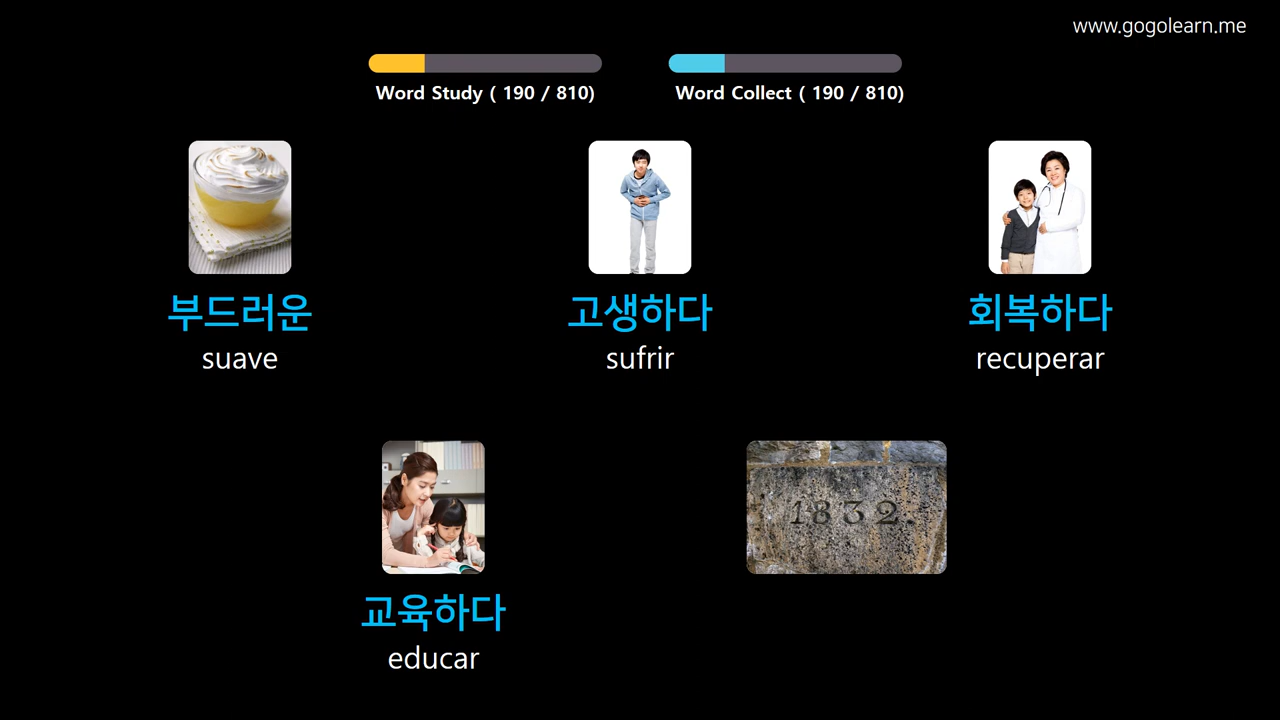 www.gogolearn.me
Word Study ( 190 / 810)
Word Collect ( 190 / 810)
부드러운
suave
고생하다
sufrir
회복하다
recuperar
1832.
교육하다
educar